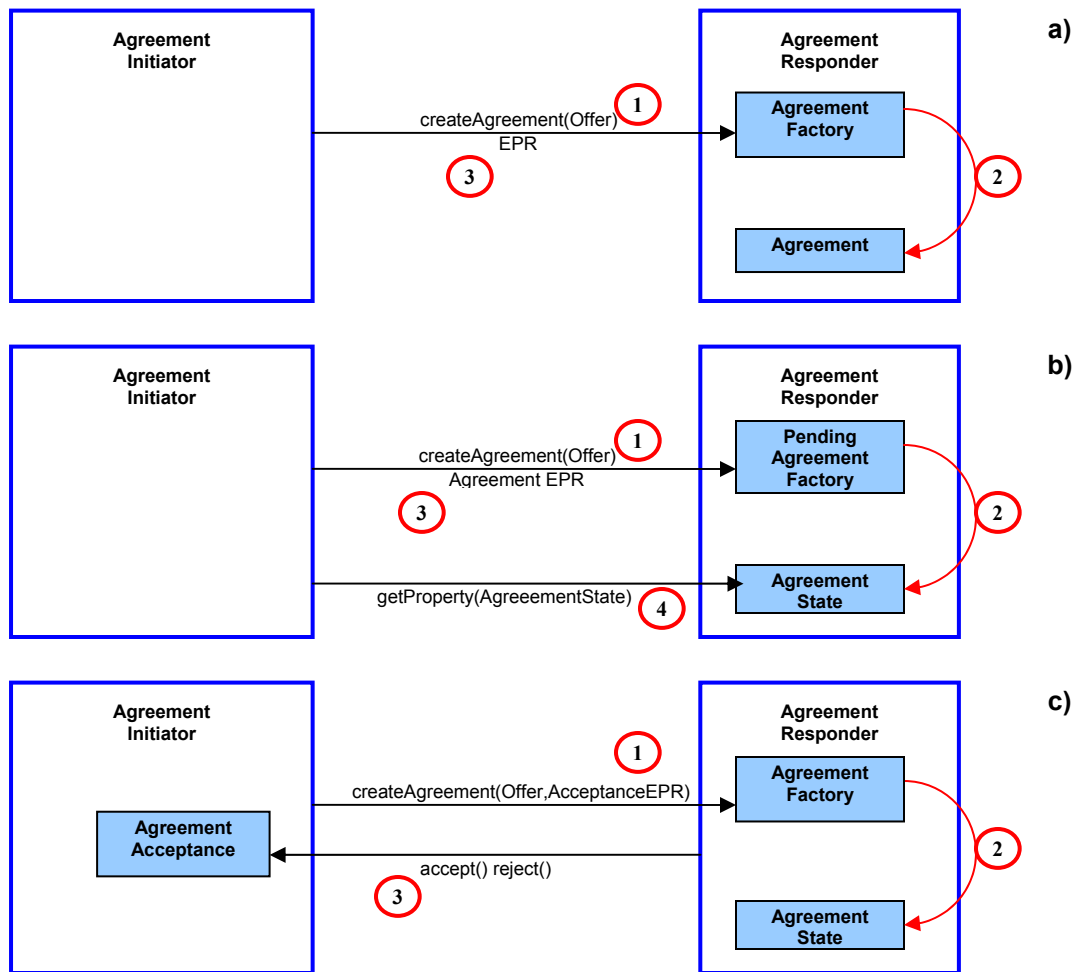 a)
Agreement
Initiator
Agreement
Responder
1
createAgreement(Offer)
EPR
3
Agreement
Factory
2
Agreement
b)
Agreement
Initiator
Agreement
Responder
1
createAgreement(Offer)
Agreement EPR
3
Pending
Agreement
Factory
2
getProperty(AgreeementState)
4
Agreement
State
c)
Agreement
Initiator
Agreement
Responder
1
createAgreement(Offer,AcceptanceEPR)
Agreement
Factory
Agreement
Acceptance
2
accept() reject()
3
Agreement
State